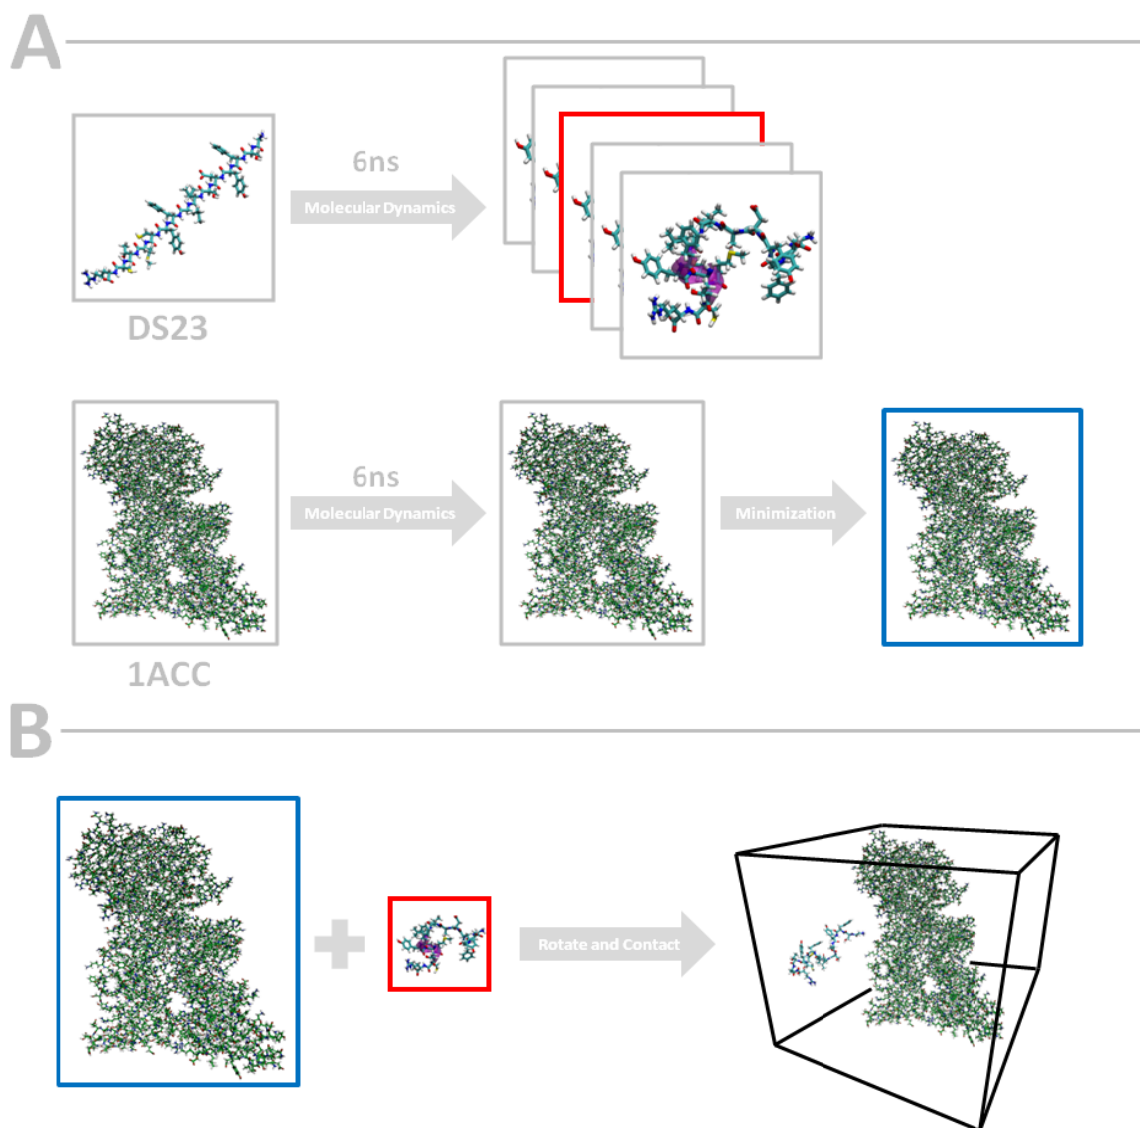 A
6ns
Molecular Dynamics
DS23
6ns
Molecular Dynamics
Minimization
1ACC
B
Rotate and Contact